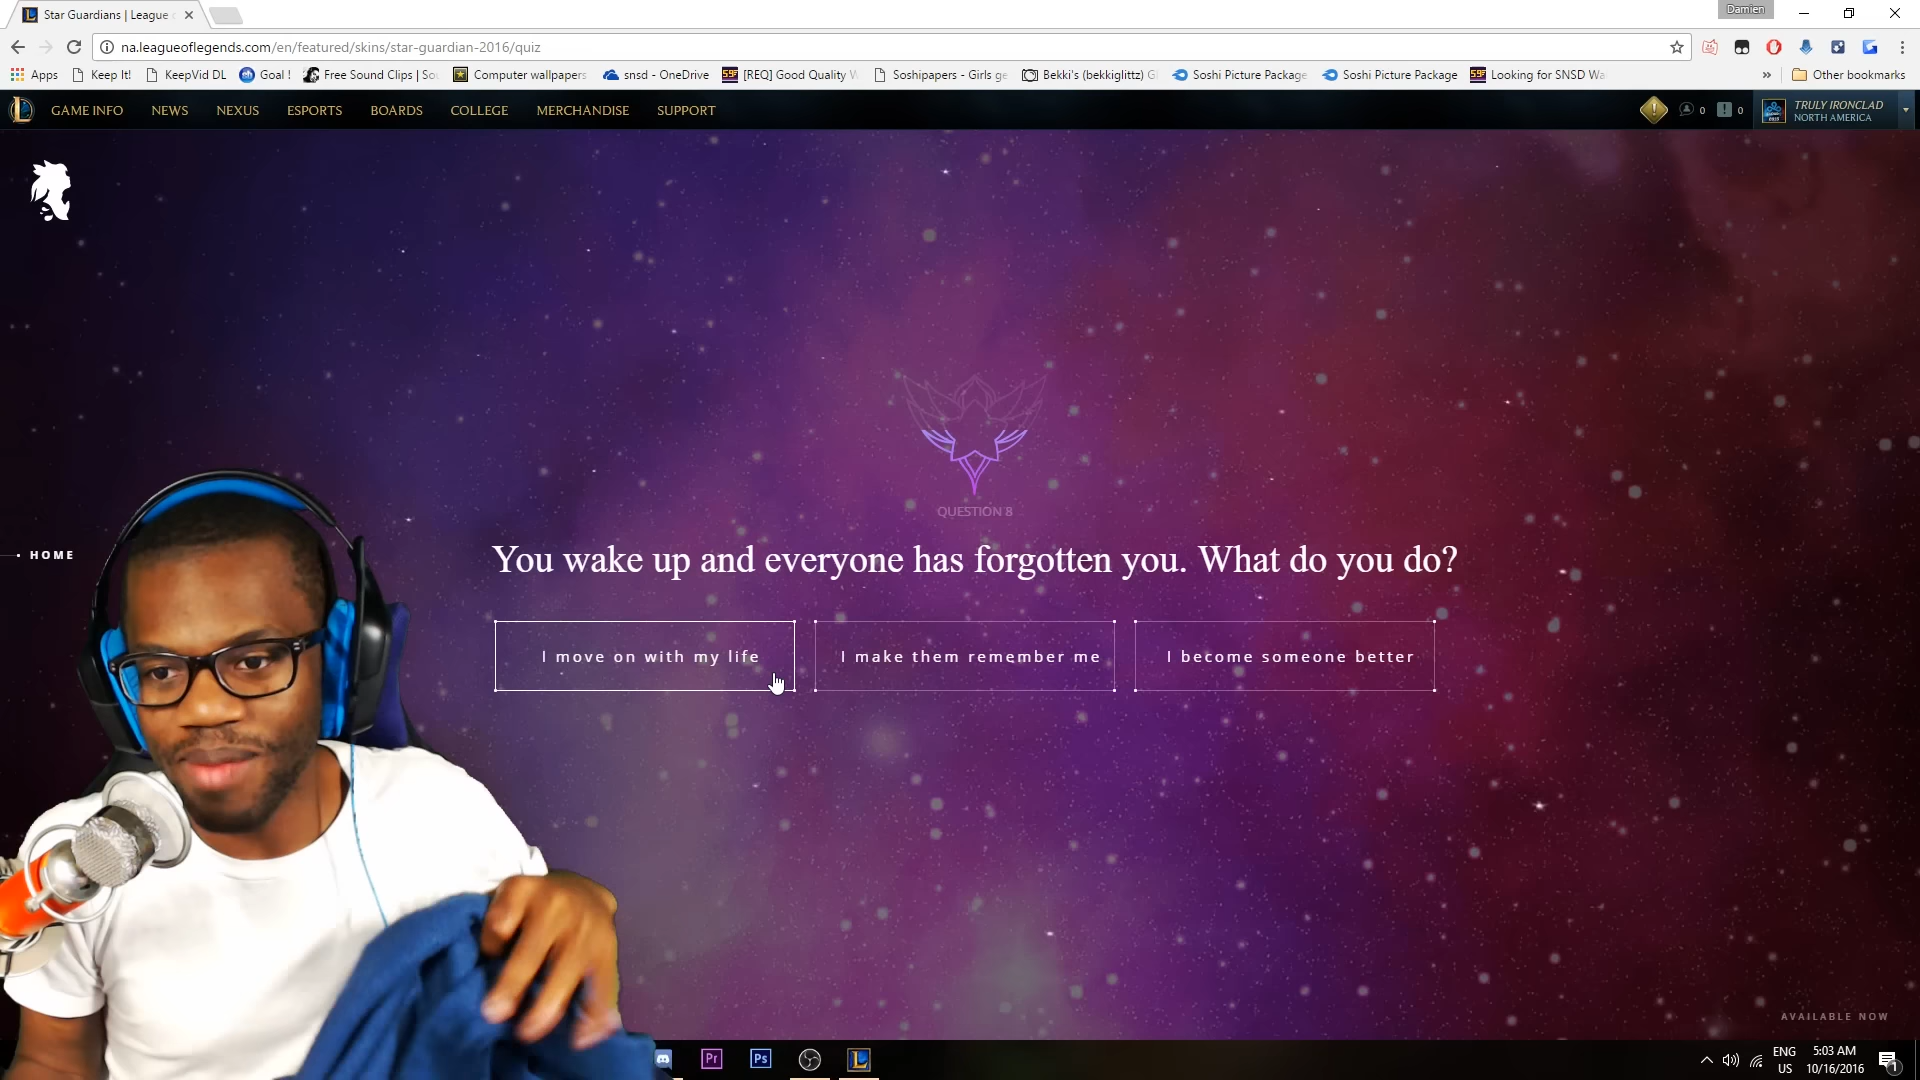 Star Guardians | League
Damien
na.leagueoflegends.com/en/featured/skins/star-guardian-2016/quiz
Apps Keep It! KeepVid DL Goal ! Free Sound Clips | Computer wallpapers snsd - OneDrive [REQ] Good Quality Soshipapers - Girls Bekki's (bekkiglittz) Soshi Picture Package Soshi Picture Package Looking for SNSD » Other bookmarks
GAME INFO NEWS NEXUS ESPORTS BOARDS COLLEGE MERCHANDISE SUPPORT
0 0
TRULY IRONCLAD
NORTH AMERICA
QUESTION 8
HOME
You wake up and everyone has forgotten you. What do you do?
I move on with my life
I make them remember me
I become someone better
AVAILABLE NOW
Pr Ps
ENG
US
5:03 AM
10/16/2016
1